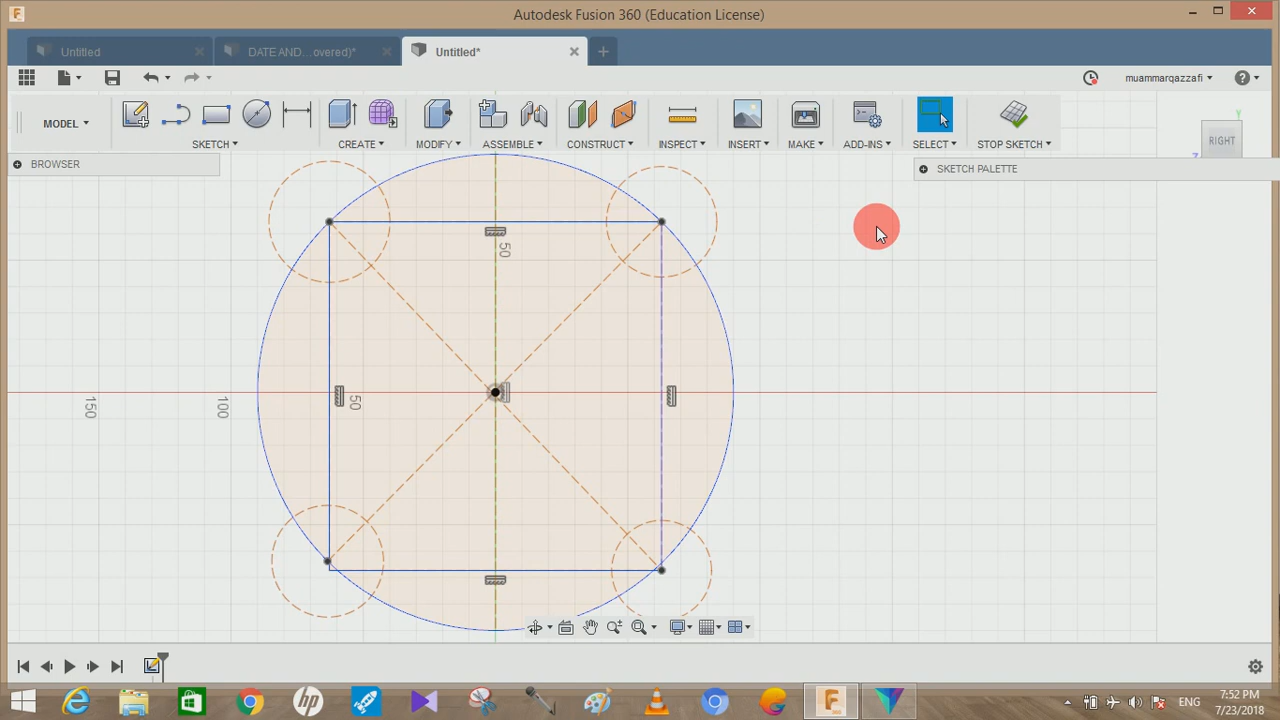 Autodesk Fusion 360 (Education License)
Untitled
DATE AND...overed)*
Untitled*
muammarqazzafi
MODEL
SKETCH
CREATE
MODIFY
ASSEMBLE
CONSTRUCT
INSPECT
INSERT
MAKE
ADD-INS
SELECT
STOP SKETCH
RIGHT
Z
Y
BROWSER
SKETCH PALETTE
50
150
100
50
hp
ENG
7:52 PM
7/23/2018